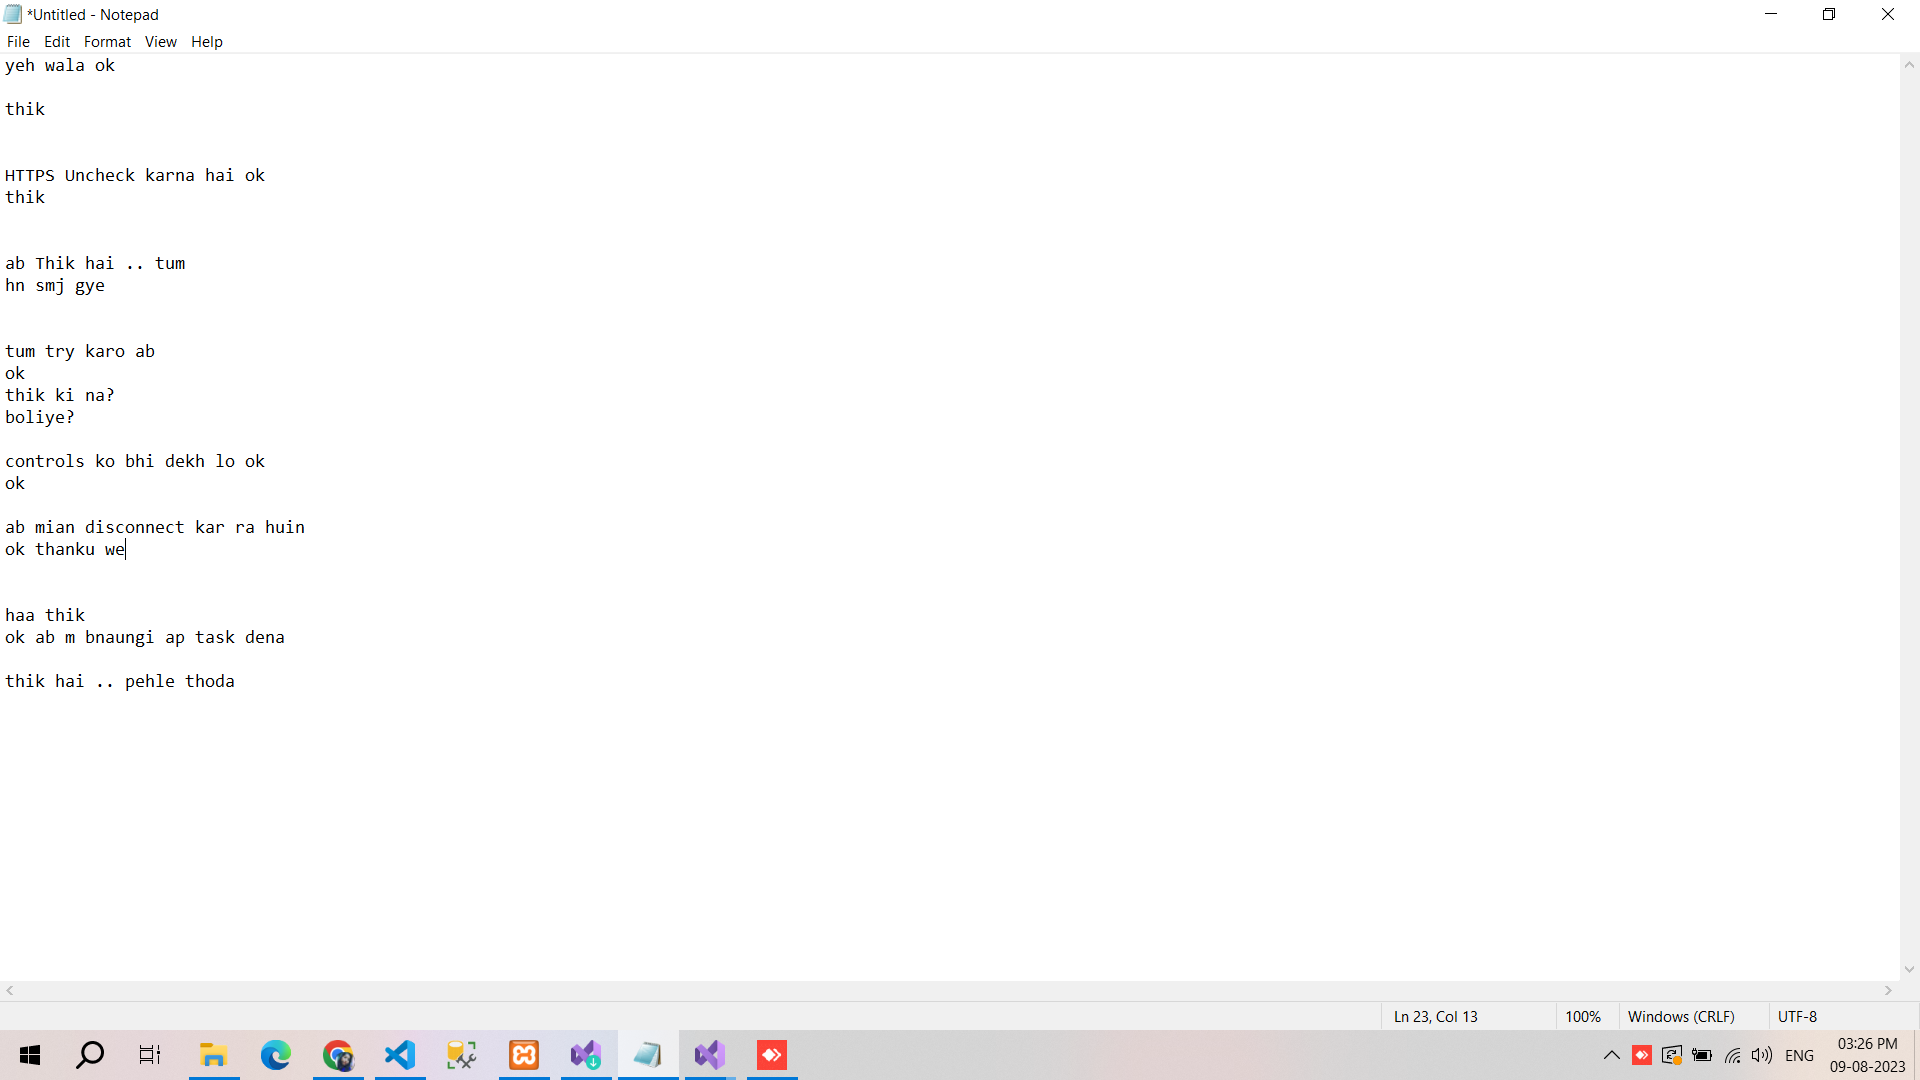 *Untitled - Notepad
File Edit Format View Help
yeh wala ok
thik
HTTPS Uncheck karna hai ok
thik
ab Thik hai .. tum
hn smj gye
tum try karo ab
ok
thik ki na?
boliye?
controls ko bhi dekh lo ok
ok
ab mian disconnect kar ra huin
ok thanku we
haa thik
ok ab m bnaungi ap task dena
thik hai .. pehle thoda
Ln 23, Col 13 100% Windows (CRLF) UTF-8
ENG
03:26 PM
09-08-2023